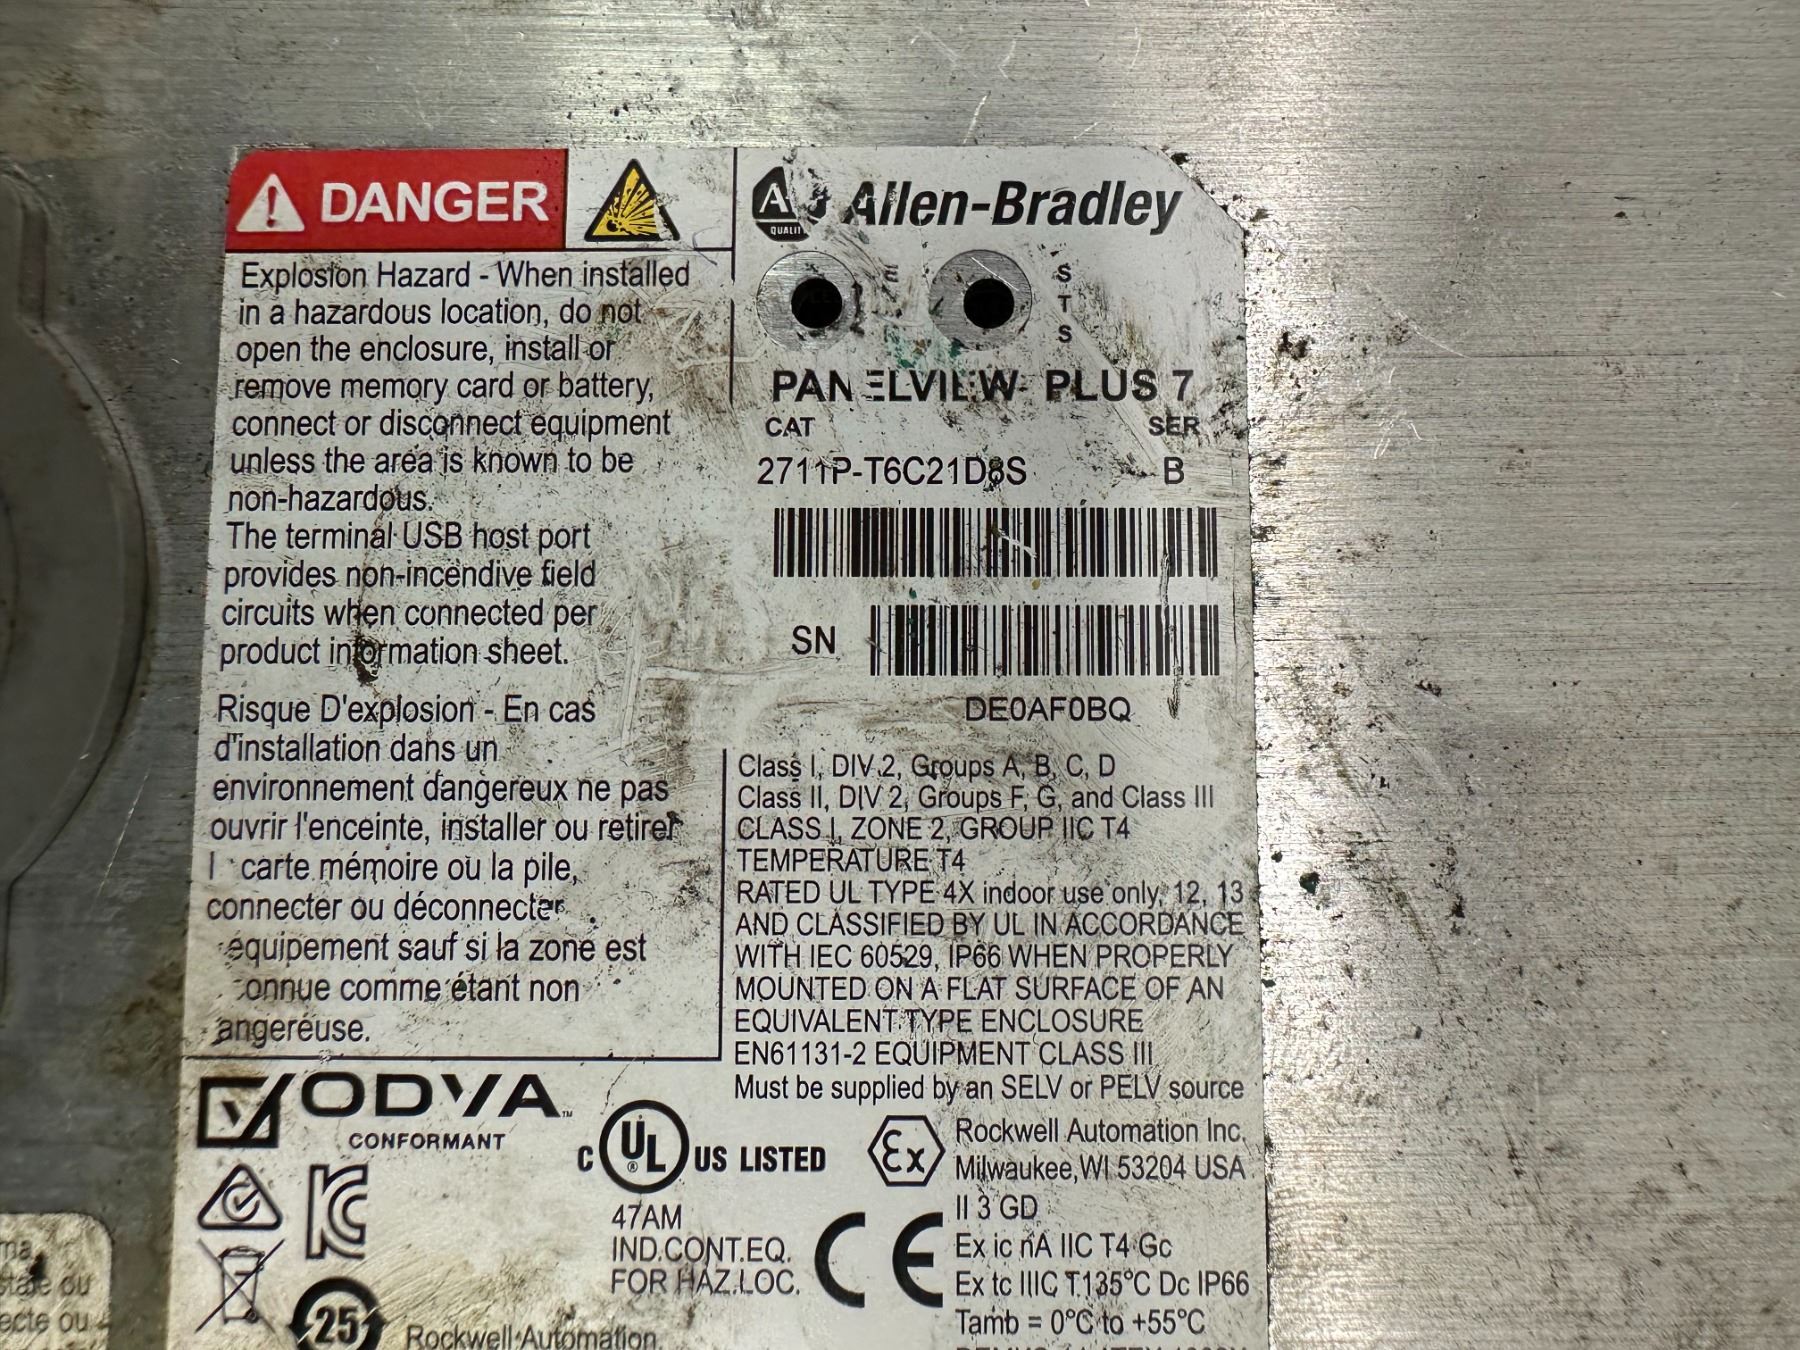 DANGER
Explosion Hazard - When installed
in a hazardous location, do not
open the enclosure, install or
remove memory card or battery,
connect or disconnect equipment
unless the area is known to be
non-hazardous.
The terminal USB host port
provides non-incendive field
circuits when connected per
product information sheet.
Risque D'explosion - En cas
d'installation dans un
environnement dangereux ne pas
ouvrir l'enceinte, installer ou retirer
carte mémoire ou la pile,
connecter ou déconnecter
équipement sauf si la zone est
onnue comme étant non
angereuse.
A QUALIT Allen-Bradley
E
STS
PANELVIEW PLUS 7
CAT SER
2711P-T6C21D8S B
SN
DE0AF0BQ
Class I, DIV 2, Groups A, B, C, D
Class II, DIV 2, Groups F, G, and Class III
CLASS I, ZONE 2, GROUP IIC T4
TEMPERATURE T4
RATED UL TYPE 4X indoor use only, 12, 13
AND CLASSIFIED BY UL IN ACCORDANCE
WITH IEC 60529, IP66 WHEN PROPERLY
MOUNTED ON A FLAT SURFACE OF AN
EQUIVALENT TYPE ENCLOSURE
EN61131-2 EQUIPMENT CLASS III
Must be supplied by an SELV or PELV source
ODVA™
CONFORMANT
C UL® US LISTED
47AM
IND.CONT.EQ.
FOR HAZ.LOC.
CE
Ex
Rockwell Automation Inc.
Milwaukee, WI 53204 USA
II 3 GD
Ex ic nA IIC T4 Gc
Ex tc IIIC T135°C Dc IP66
Tamb = 0°C to +55°C
25
Rockwell Automation
ou
ecte ou